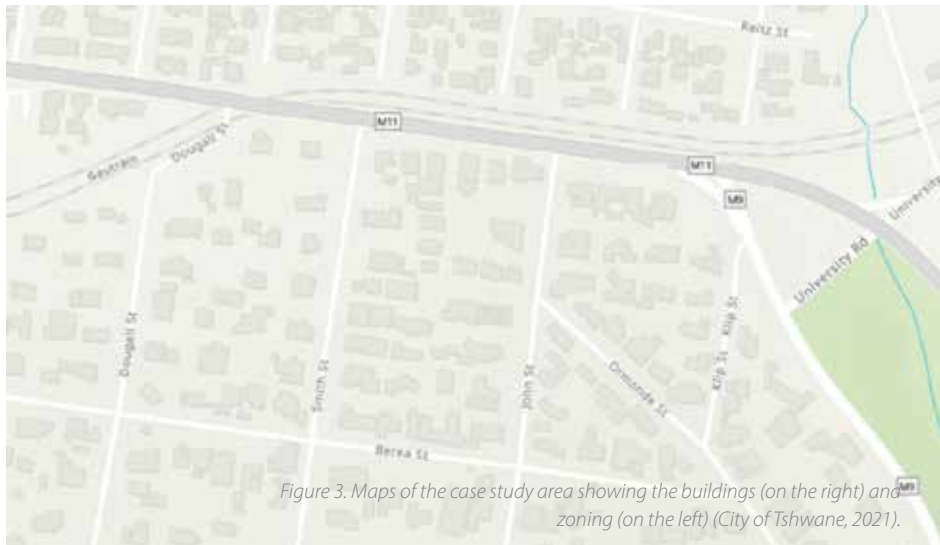 Reitz St
M11
Dougall St
Gautrain
M11
M9
University
University Rd
Dougall St
Smith St
John St
Klip St
Klip St
Ormonde St
Berea St
M9
Figure 3. Maps of the case study area showing the buildings (on the right) and
zoning (on the left) (City of Tshwane, 2021).